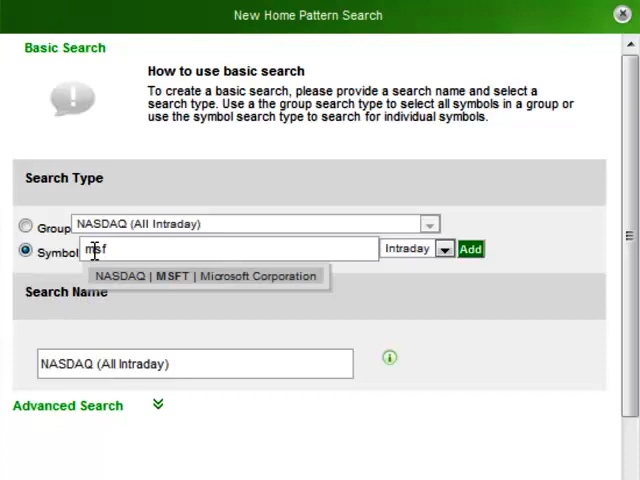 New Home Pattern Search
Basic Search
How to use basic search
To create a basic search, please provide a search name and select a
search type. Use a the group search type to select all symbols in a group or
use the symbol search type to search for individual symbols.
Search Type
Group NASDAQ (All Intraday)
Symbol msf Intraday Add
NASDAQ | MSFT | Microsoft Corporation
Search Name
NASDAQ (All Intraday)
Advanced Search